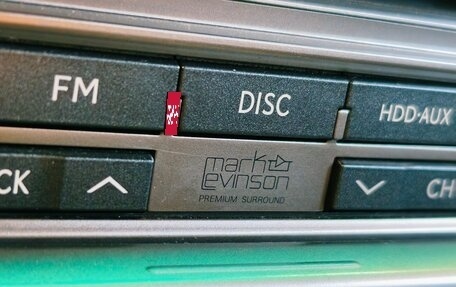 FM DISC HDD·AUX
CK CH
mark
Levinson
PREMIUM SURROUND